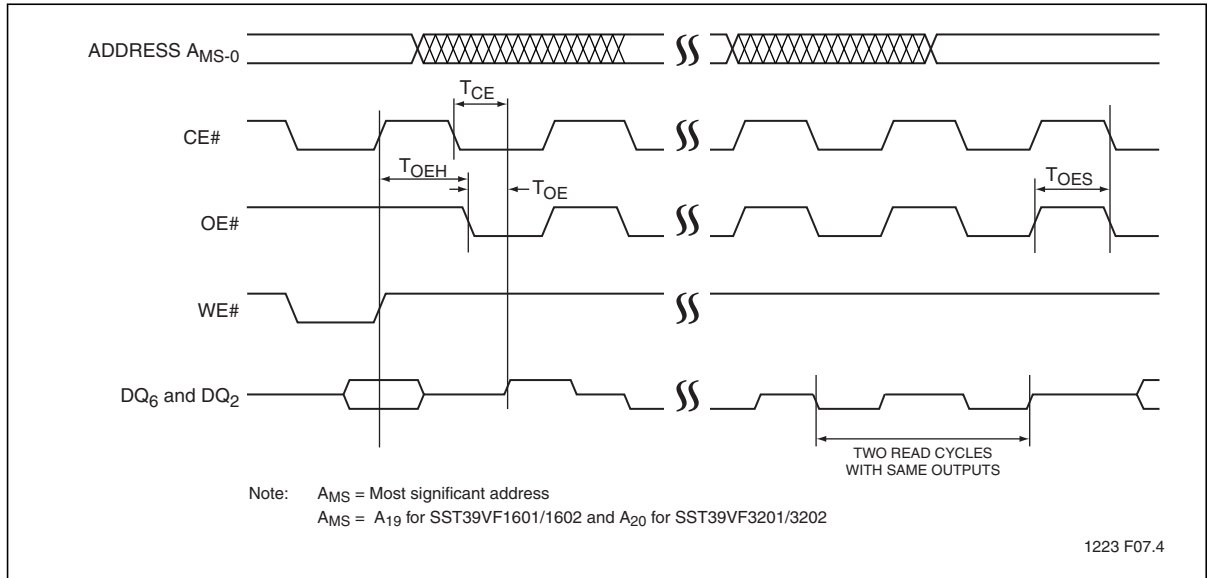 ADDRESS AMS-0
TCE
CE#
TOEH
TOE
TOES
OE#
WE#
DQ6 and DQ2
TWO READ CYCLES
WITH SAME OUTPUTS
Note: AMS = Most significant address
AMS = A19 for SST39VF1601/1602 and A20 for SST39VF3201/3202
1223 F07.4